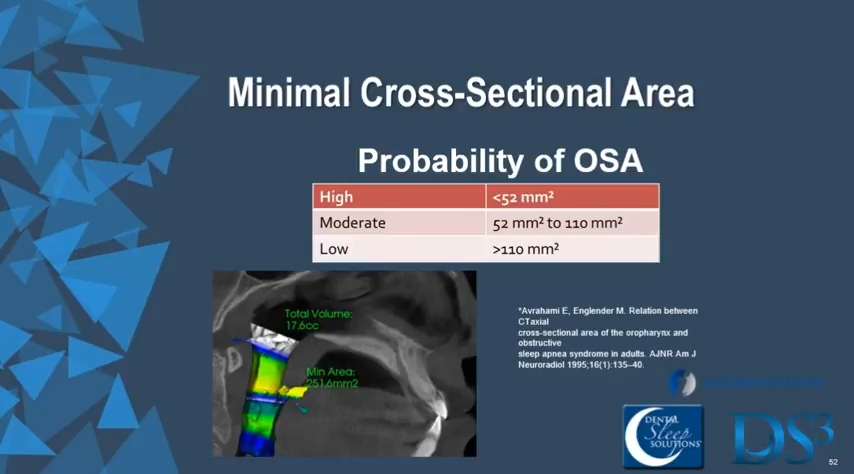 Minimal Cross-Sectional Area
Probability of OSA
High <52 mm²
Moderate 52 mm² to 110 mm²
Low >110 mm²
Total Volume:
17.6cc
Min Area:
251.6mm2
*Avrahami E, Englender M. Relation between
CTaxial
cross-sectional area of the oropharynx and
obstructive
sleep apnea syndrome in adults. AJNR Am J
Neuroradiol 1995;16(1):135–40.
DENTAL
Sleep
SOLUTIONS®
DS3
52